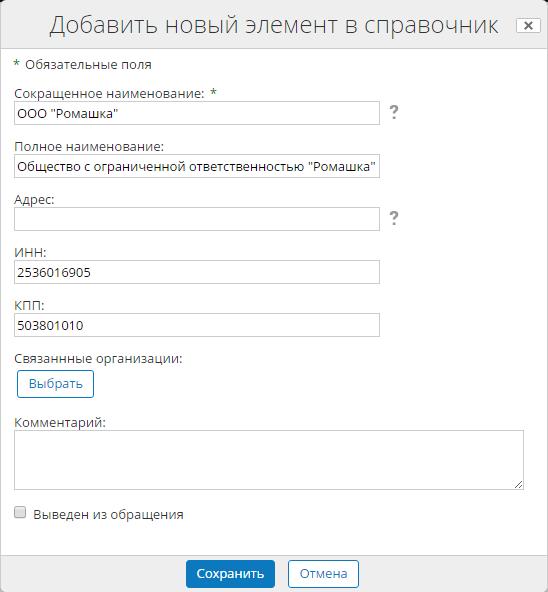 Добавить новый элемент в справочник
* Обязательные поля
Сокращенное наименование: *
ООО "Ромашка"
?
Полное наименование:
Общество с ограниченной ответственностью "Ромашка"
Адрес:
?
ИНН:
2536016905
КПП:
503801010
Связаннные организации:
Выбрать
Комментарий:
Выведен из обращения
Сохранить Отмена